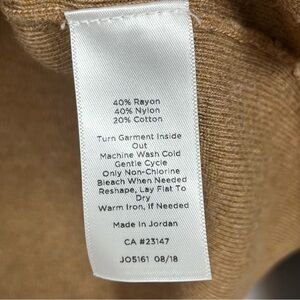 40% Rayon
40% Nylon
20% Cotton
Turn Garment Inside
Out
Machine Wash Cold
Gentle Cycle
Only Non-Chlorine
Bleach When Needed
Reshape, Lay Flat To
Dry
Warm Iron, If Needed
Made in Jordan
CA #23147
JO5161 08/18